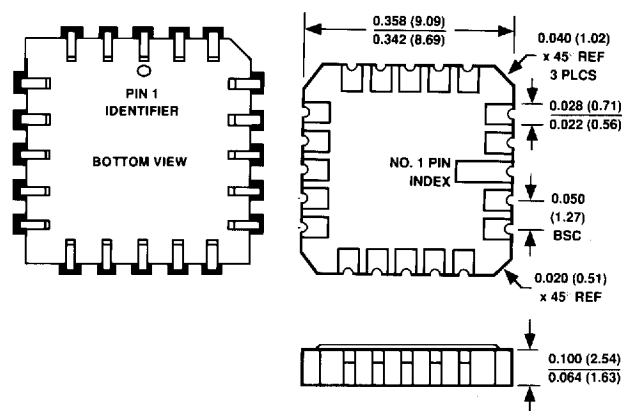 PIN 1
IDENTIFIER
BOTTOM VIEW
0.358 (9.09)
0.342 (8.69)
0.040 (1.02)
x 45° REF
3 PLCS
0.028 (0.71)
0.022 (0.56)
NO. 1 PIN
INDEX
0.050
(1.27)
BSC
0.020 (0.51)
x 45° REF
0.100 (2.54)
0.064 (1.63)